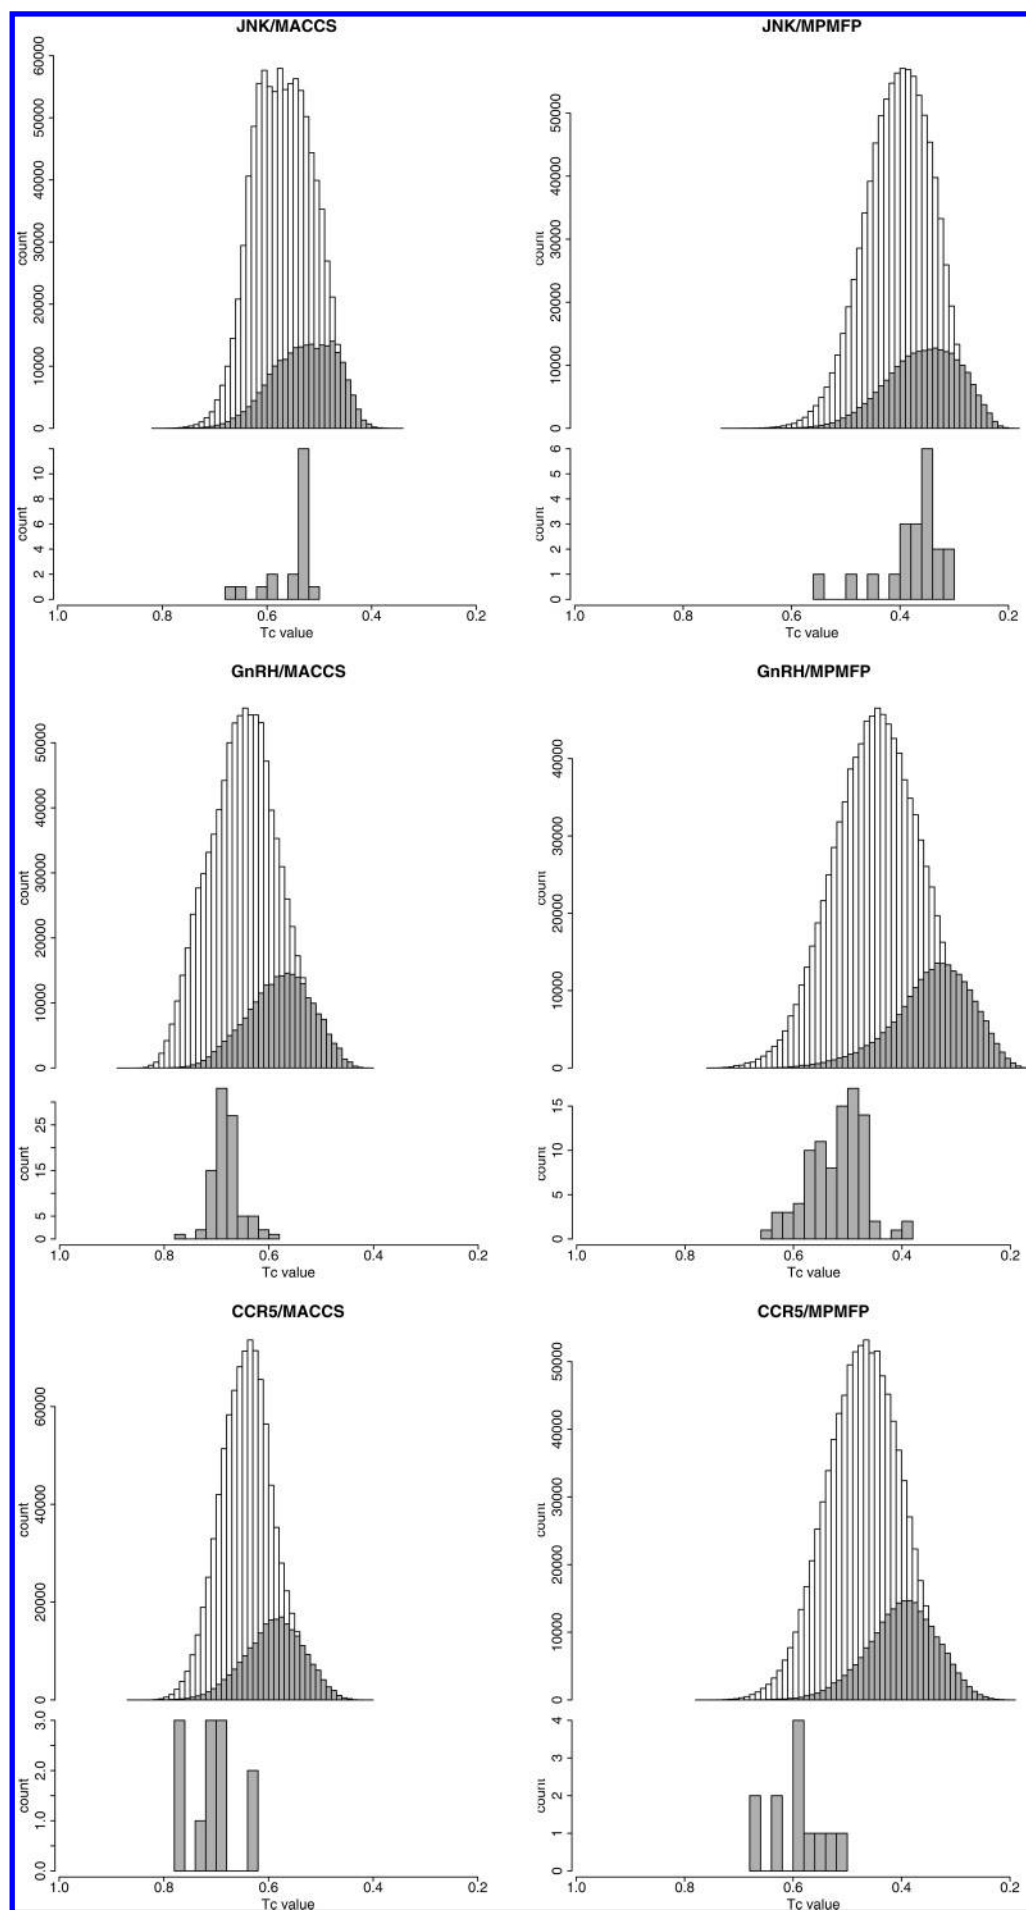 JNK/MACCS
count
0 10000 20000 30000 40000 50000 60000
count
0 2 4 6 8 10
1.0 0.8 0.6 0.4 0.2
Tc value
JNK/MPMFP
count
0 10000 20000 30000 40000 50000
count
0 1 2 3 4 5 6
1.0 0.8 0.6 0.4 0.2
Tc value
GnRH/MACCS
count
0 10000 20000 30000 40000 50000
count
0 5 15 25
1.0 0.8 0.6 0.4 0.2
Tc value
GnRH/MPMFP
count
0 10000 20000 30000 40000
count
0 5 10 15
1.0 0.8 0.6 0.4 0.2
Tc value
CCR5/MACCS
count
0 20000 40000 60000
count
0.0 1.0 2.0 3.0
1.0 0.8 0.6 0.4 0.2
Tc value
CCR5/MPMFP
count
0 10000 20000 30000 40000 50000
count
0 1 2 3 4
1.0 0.8 0.6 0.4 0.2
Tc value